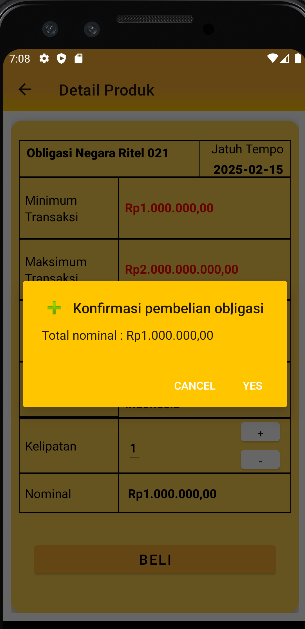 7:08
Detail Produk
Obligasi Negara Ritel 021
Jatuh Tempo
2025-02-15
Minimum
Transaksi
Rp1.000.000,00
Maksimum
Transaksi
Rp2.000.000.000,00
Konfirmasi pembelian obligasi
Total nominal : Rp1.000.000,00
CANCEL
YES
Kelipatan
1
+
-
Nominal
Rp1.000.000,00
BELI